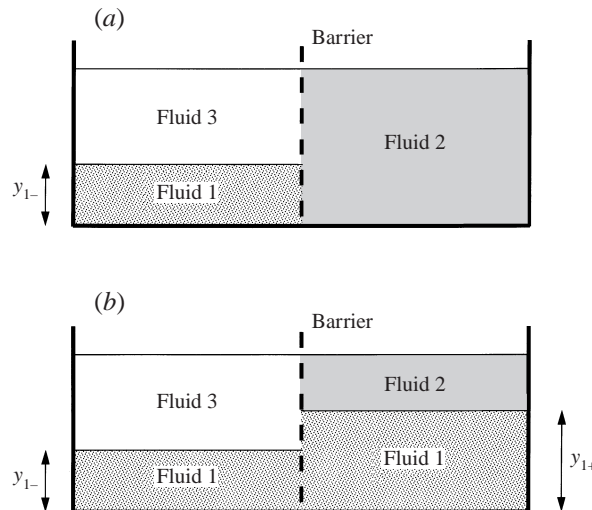 (a)
Barrier
Fluid 3
Fluid 2
y1–
Fluid 1
(b)
Barrier
Fluid 2
Fluid 3
Fluid 1
y1+
y1–
Fluid 1